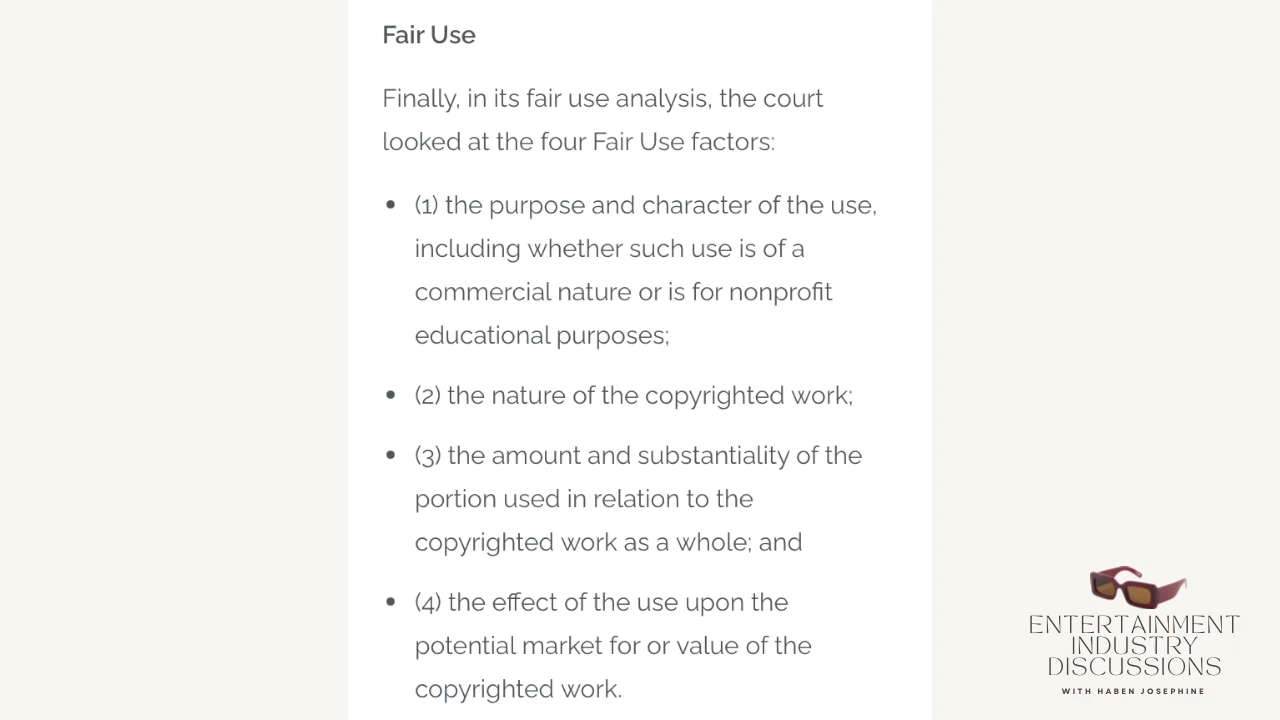 Fair Use
Finally, in its fair use analysis, the court
looked at the four Fair Use factors:
• (1) the purpose and character of the use,
including whether such use is of a
commercial nature or is for nonprofit
educational purposes;
• (2) the nature of the copyrighted work;
• (3) the amount and substantiality of the
portion used in relation to the
copyrighted work as a whole; and
• (4) the effect of the use upon the
potential market for or value of the
copyrighted work.
ENTERTAINMENT
INDUSTRY
DISCUSSIONS
WITH HABEN JOSEPHINE